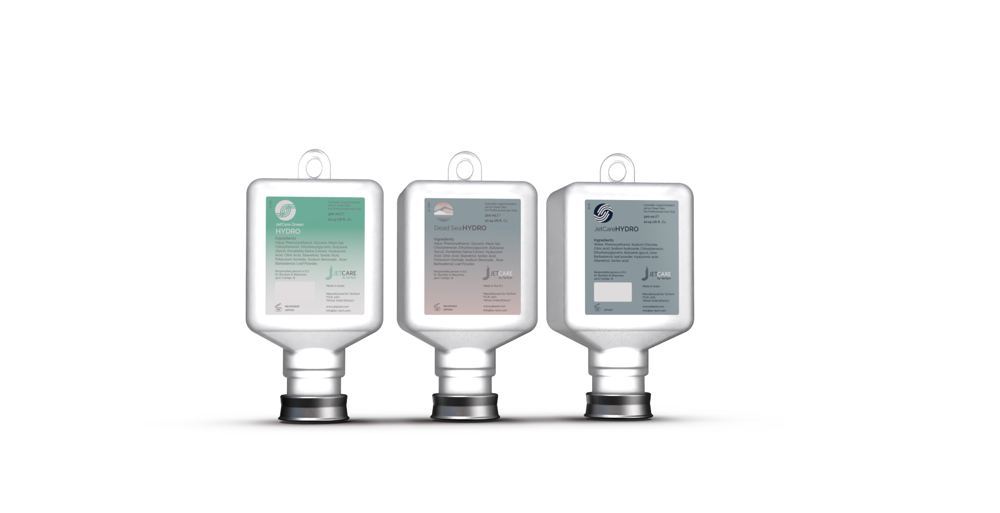 JetCare Green
HYDRO
Cosmetic Liquid Solution
Jet on Clean Skin
For Professional Use Only
300 mL℮
10.14 US fl. Oz
Ingredients
Aqua, Phenoxyethanol, Glycerin, Maris Sal,
Chlorphenesin, Ethylhexylglycerin, Butylene
Glycol, Dunaliella Salina Extract, Hyaluronic
Acid, Citric Acid, Silanetriol, Sorbic Acid,
Potassium Sorbate, Sodium Benzoate, Aloe
Barbadensis Leaf Powder
Responsible person in EU:
Dr. Burstein & Waymore,
4207 Cerklje, SI
JETCARE
by TavTech
Made in Israel
Manufactured for TavTech
P.O.B. 1167,
Yehud, Israel 5630417
www.jetpeel.com
info@tav-tech.com
Dead Sea HYDRO
Cosmetic Liquid Solution
Jet on Clean Skin
For Professional Use Only
300 mL℮
10.14 US fl. Oz
Ingredients
Aqua, Phenoxyethanol, Glycerin, Maris Sal,
Chlorphenesin, Ethylhexylglycerin, Butylene
Glycol, Dunaliella Salina Extract, Hyaluronic
Acid, Citric Acid, Silanetriol, Sorbic Acid,
Potassium Sorbate, Sodium Benzoate, Aloe
Barbadensis Leaf Powder.
Responsible person in EU:
Dr. Burstein & Waymore,
4207 Cerklje, SI
JETCARE
by TavTech
Made in the EU
Manufactured for TavTech
P.O.B. 1167,
Yehud, Israel 5630417
www.jetpeel.com
info@tav-tech.com
JC-H
JetCareHYDRO
Cosmetic Liquid Solution
Jet on Clean Skin
For Professional Use Only
300 mL℮
10.14 US fl. Oz
Ingredients
Water, Phenoxyethanol, Sodium Chloride,
Citric acid, Sodium hydroxide, Chlorphenesin,
Ethylhexylglycerin, Butylene glycol, Aloe
Barbadensis leaf powder, Hyaluronic acid,
Silanetriol, Sorbic acid.
Responsible person in EU:
Dr. Burstein & Waymore,
4207 Cerklje, SI
JETCARE
by TavTech
Made in Israel
Manufactured for TavTech
P.O.B. 1167,
Yehud, Israel 5630417
www.jetpeel.com
info@tav-tech.com